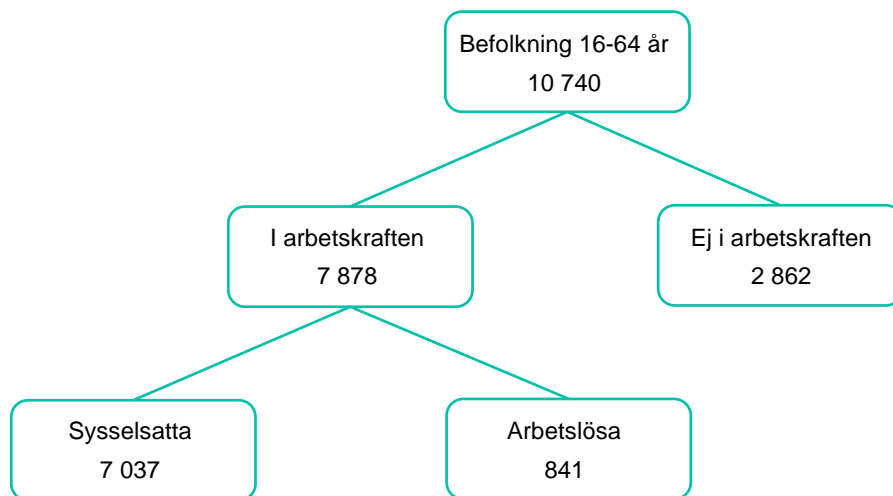 Befolkning 16-64 år
10 740
I arbetskraften
7 878
Ej i arbetskraften
2 862
Sysselsatta
7 037
Arbetslösa
841